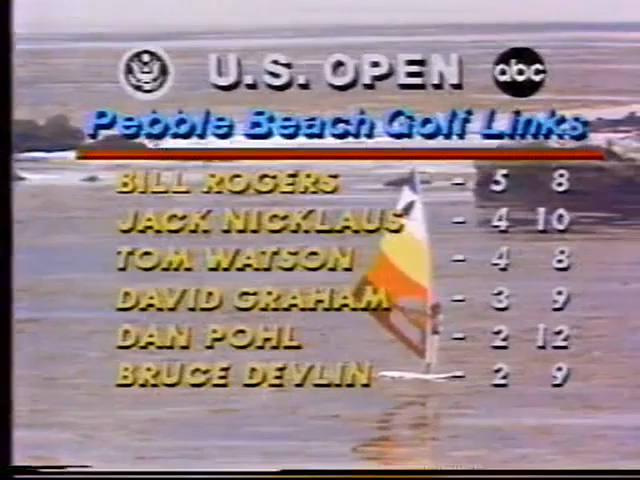 U.S. OPEN abc
Pebble Beach Golf Links
BILL ROGERS - 5 8
JACK NICKLAUS - 4 10
TOM WATSON - 4 8
DAVID GRAHAM - 3 9
DAN POHL - 2 12
BRUCE DEVLIN - 2 9